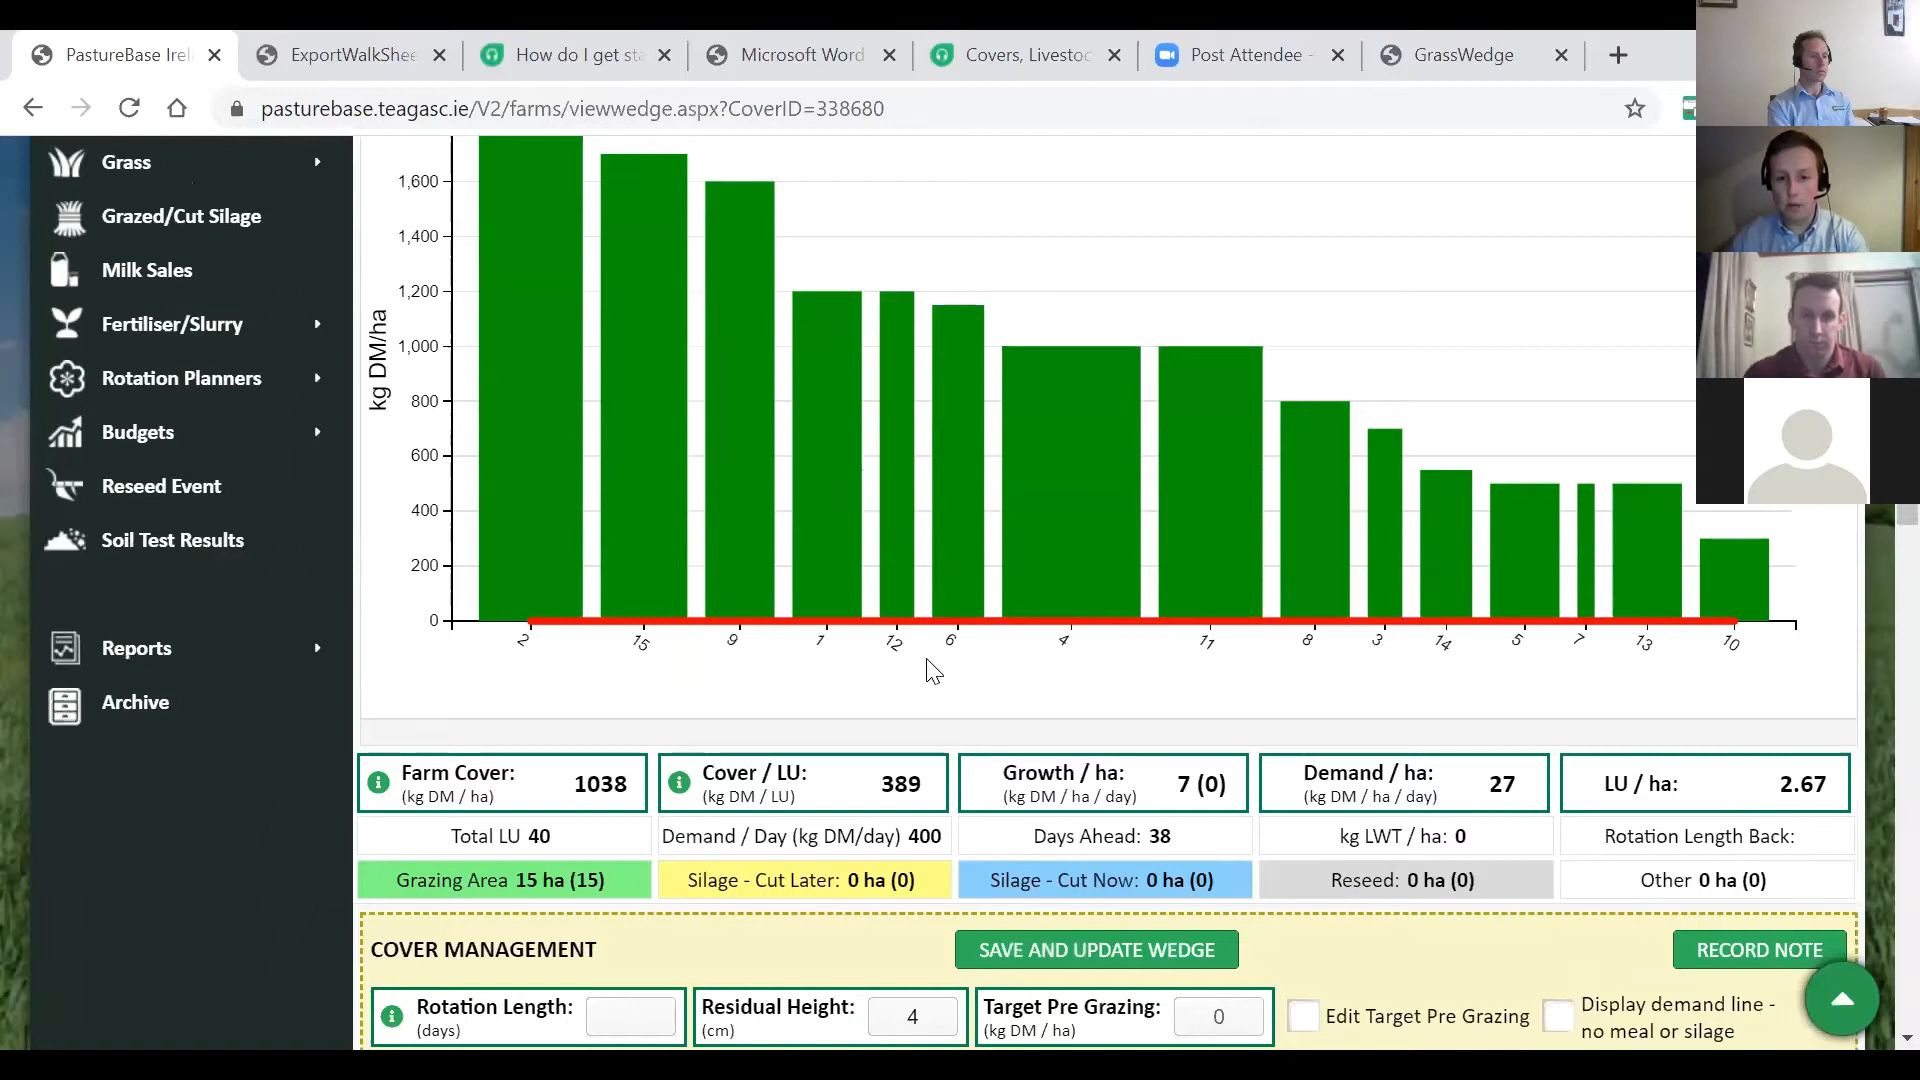 PastureBase Irel
ExportWalkShee
How do I get sta
Microsoft Word
Covers, Livestoc
Post Attendee -
GrassWedge
pasturebase.teagasc.ie/V2/farms/viewwedge.aspx?CoverID=338680
Grass
Grazed/Cut Silage
Milk Sales
Fertiliser/Slurry
Rotation Planners
Budgets
Reseed Event
Soil Test Results
Reports
Archive
kg DM/ha
1,600
1,400
1,200
1,000
800
600
400
200
0
2 15 9 1 12 6 4 11 8 3 14 5 7 13 10
Farm Cover: 1038
(kg DM / ha)
Cover / LU: 389
(kg DM / LU)
Growth / ha: 7 (0)
(kg DM / ha / day)
Demand / ha: 27
(kg DM / ha / day)
LU / ha: 2.67
Total LU 40
Demand / Day (kg DM/day) 400
Days Ahead: 38
kg LWT / ha: 0
Rotation Length Back:
Grazing Area 15 ha (15)
Silage - Cut Later: 0 ha (0)
Silage - Cut Now: 0 ha (0)
Reseed: 0 ha (0)
Other 0 ha (0)
COVER MANAGEMENT
SAVE AND UPDATE WEDGE
RECORD NOTE
Rotation Length:
(days)
Residual Height: 4
(cm)
Target Pre Grazing: 0
(kg DM / ha)
Edit Target Pre Grazing
Display demand line -
no meal or silage